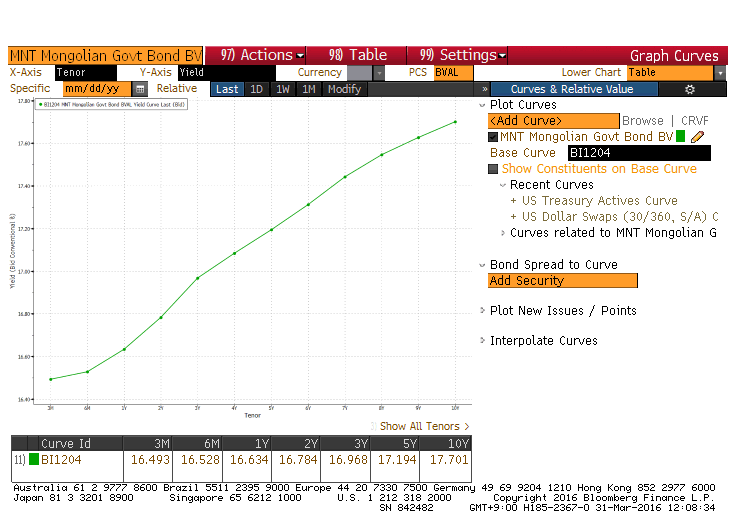 MNT Mongolian Govt Bond BV 97) Actions 98) Table 99) Settings Graph Curves
X-Axis Tenor Y-Axis Yield Currency PCS BVAL Lower Chart Table
Specific mm/dd/yy Relative Last 1D 1W 1M Modify » Curves & Relative Value
BI1204 MNT Mongolian Govt Bond BVAL Yield Curve Last (Bid)
17.80
17.60
17.40
17.20
17.00
16.80
16.60
16.40
Yield (Bid Conventional %)
3M 6M 1Y 2Y 3Y 4Y 5Y 6Y 7Y 8Y 9Y 10Y
Tenor
Plot Curves
<Add Curve> Browse | CRVF
MNT Mongolian Govt Bond BV
Base Curve BI1204
Show Constituents on Base Curve
Recent Curves
+ US Treasury Actives Curve
+ US Dollar Swaps (30/360, S/A) C
Curves related to MNT Mongolian G
Bond Spread to Curve
Add Security
Plot New Issues / Points
Interpolate Curves
Show All Tenors >
Curve Id 3M 6M 1Y 2Y 3Y 5Y 10Y
11) BI1204 16.493 16.528 16.634 16.784 16.968 17.194 17.701
Australia 61 2 9777 8600 Brazil 5511 2395 9000 Europe 44 20 7330 7500 Germany 49 69 9204 1210 Hong Kong 852 2977 6000
Japan 81 3 3201 8900 Singapore 65 6212 1000 U.S. 1 212 318 2000 Copyright 2016 Bloomberg Finance L.P.
SN 842482 GMT+9:00 H185-2367-0 31-Mar-2016 12:08:34